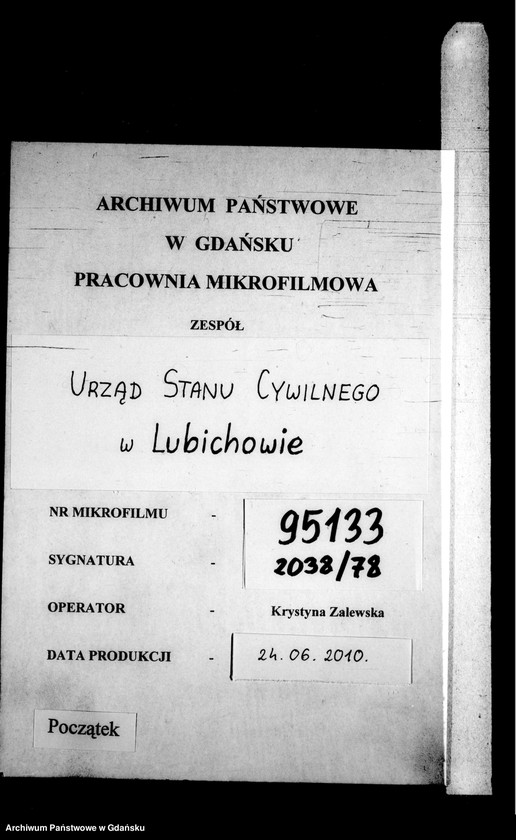 ARCHIWUM PAŃSTWOWE
W GDAŃSKU
PRACOWNIA MIKROFILMOWA
ZESPÓŁ
URZĄD STANU CYWILNEGO
w Lubichowie
NR MIKROFILMU - 95133
SYGNATURA - 2038/78
OPERATOR - Krystyna Zalewska
DATA PRODUKCJI - 24.06.2010.
Początek
Archiwum Państwowe w Gdańsku